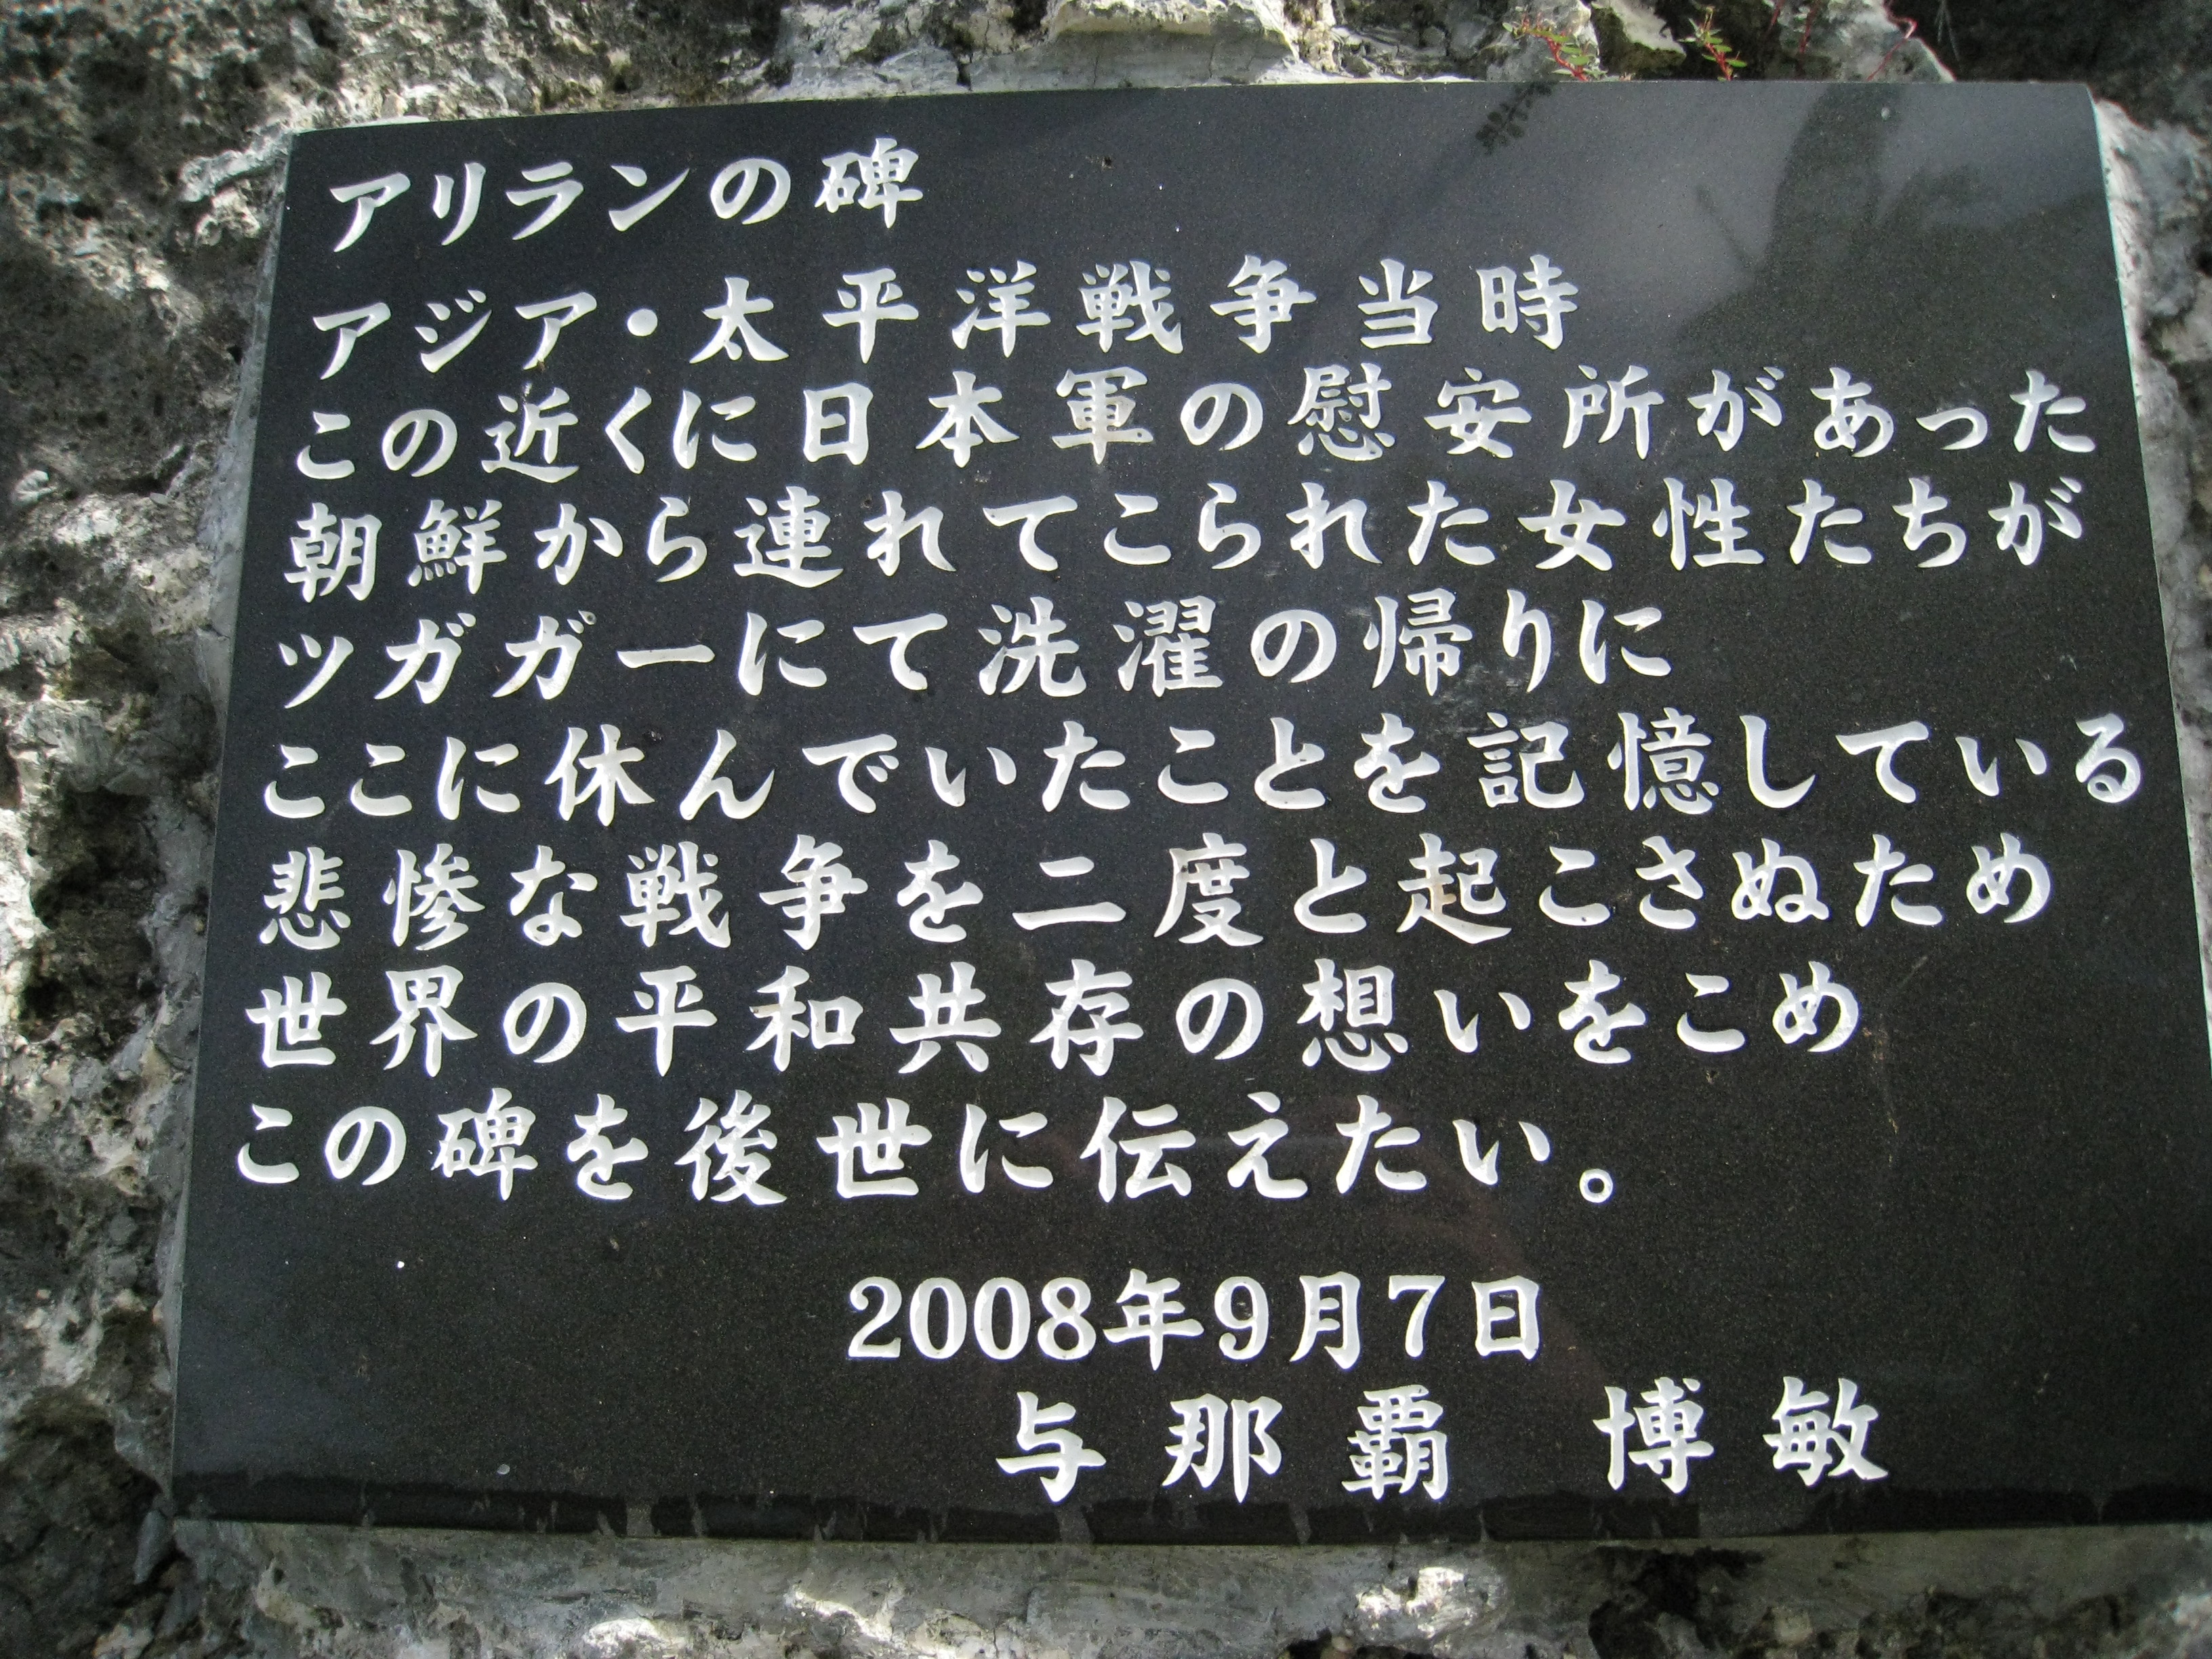 アリランの碑
アジア・太平洋戦争当時
この近くに日本軍の慰安所があった
朝鮮から連れてこられた女性たちが
ツガガーにて洗濯の帰りに
ここに休んでいたことを記憶している
悲惨な戦争を二度と起こさぬため
世界の平和共存の想いをこめ
この碑を後世に伝えたい。
2008年9月7日
与那覇 博敏